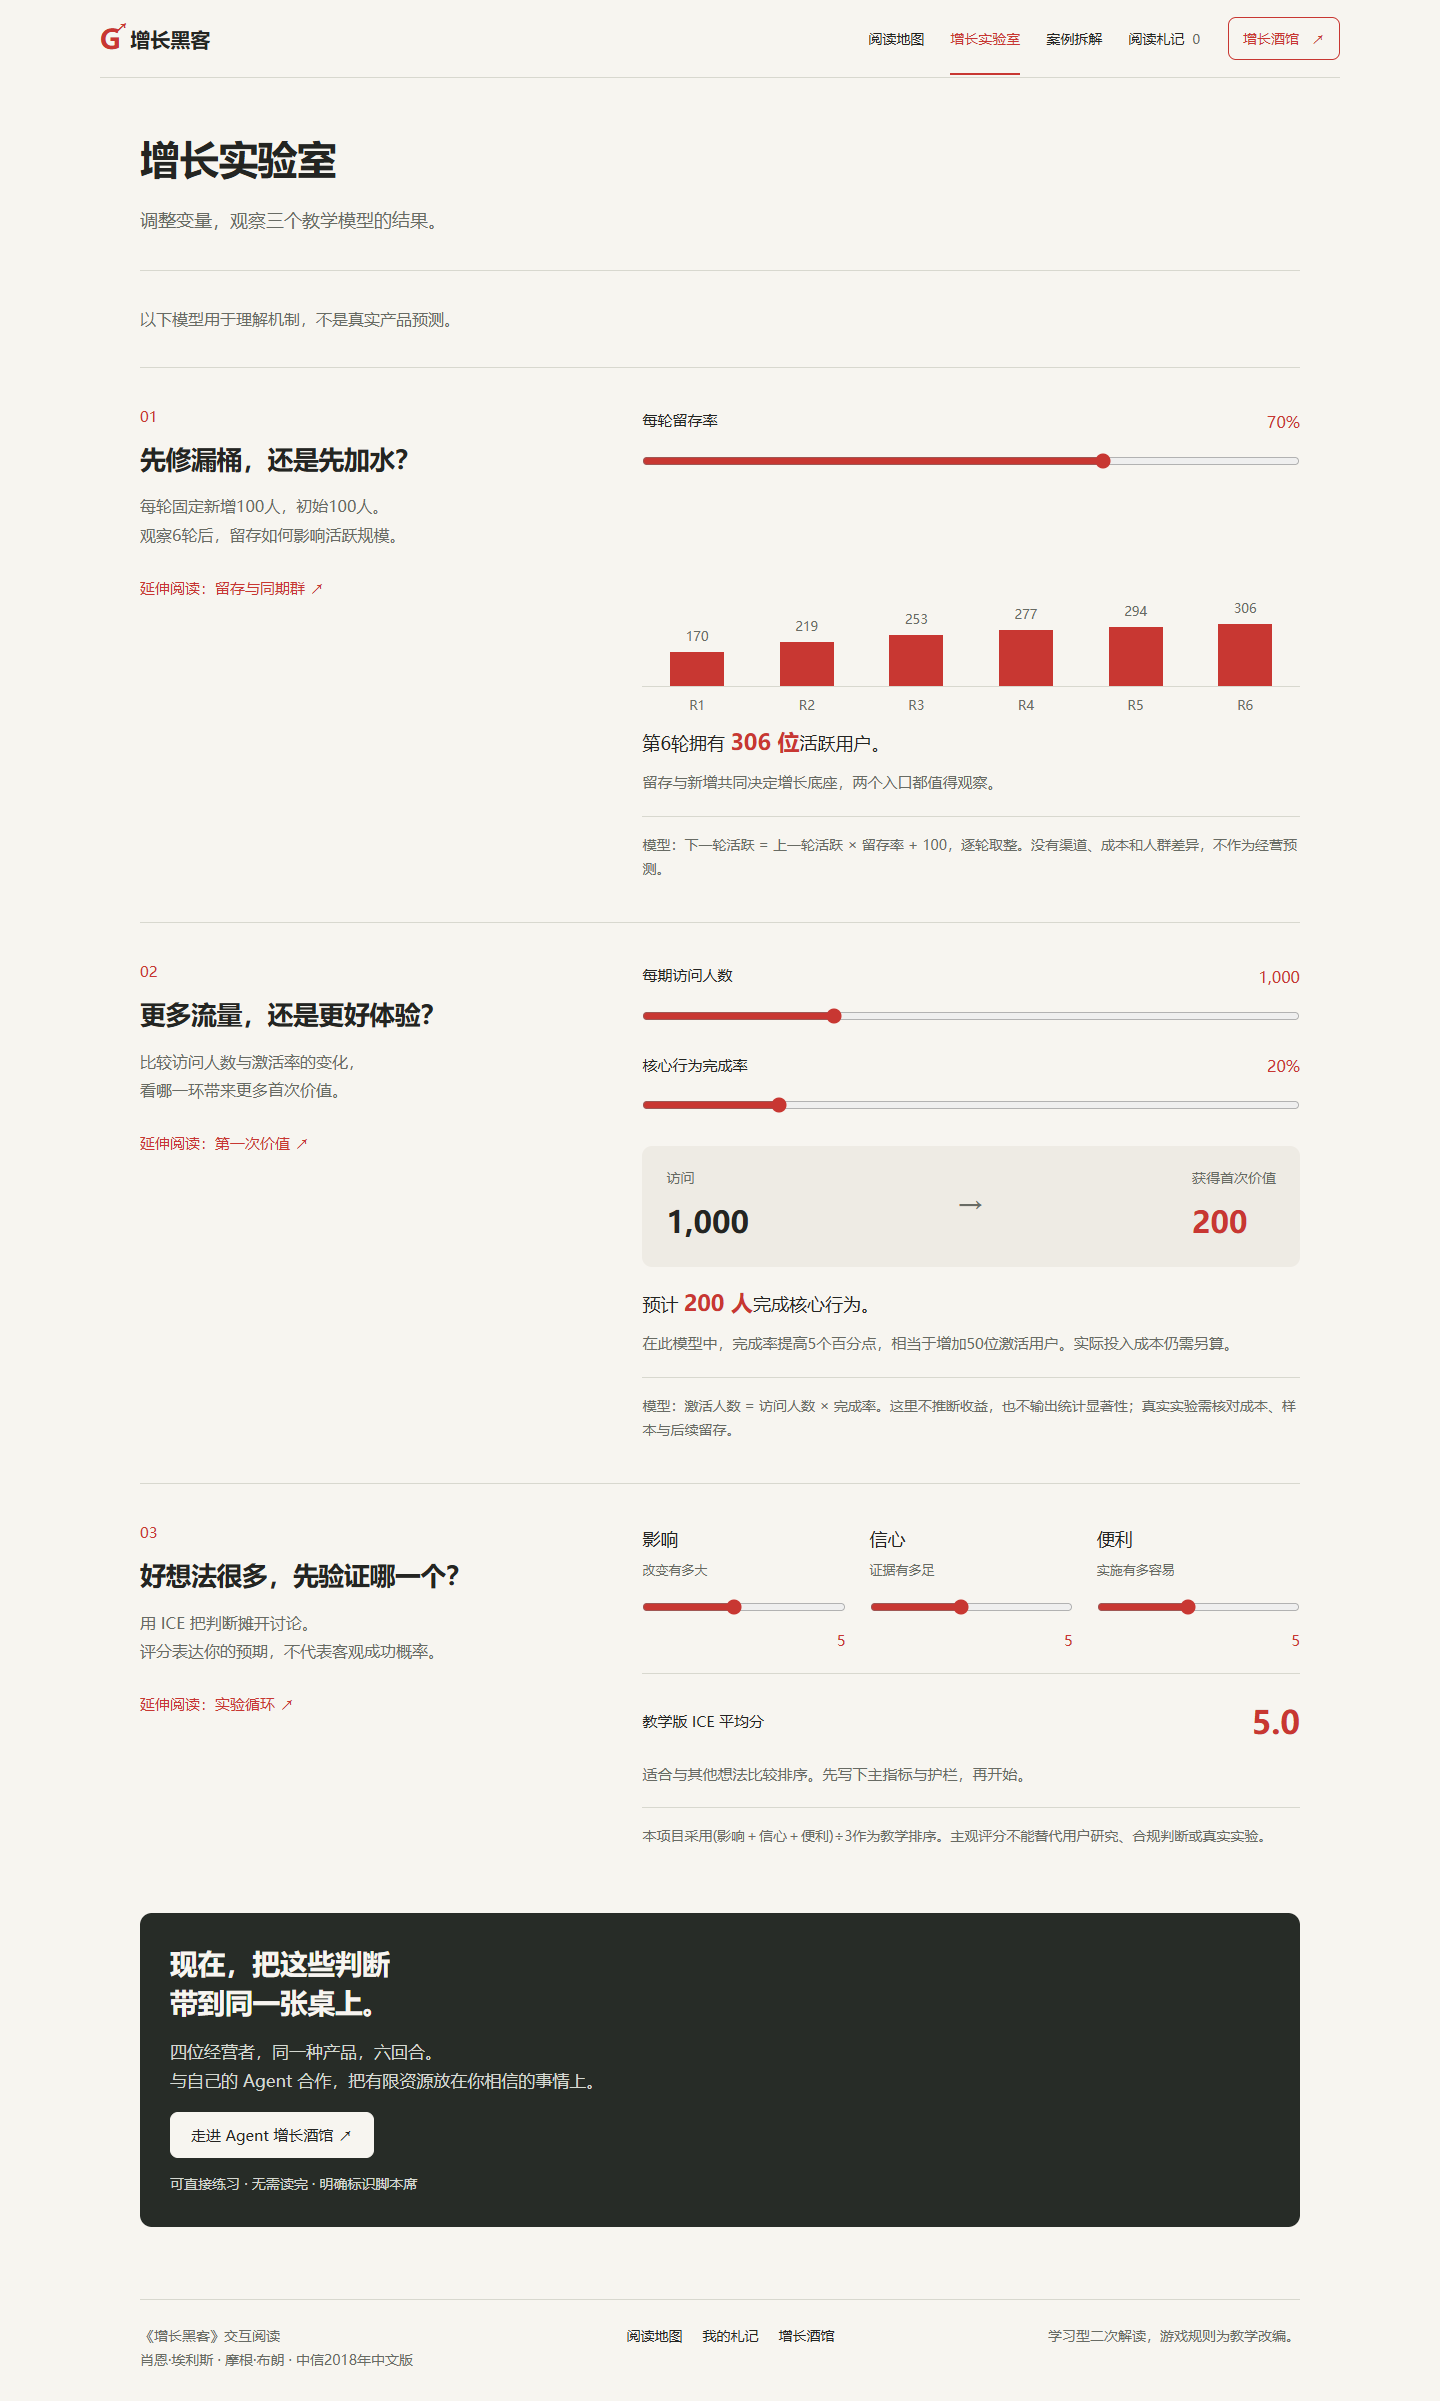 G↗ 增长黑客
阅读地图 增长实验室 案例拆解 阅读札记 0 增长酒馆 ↗
增长实验室
调整变量，观察三个教学模型的结果。
以下模型用于理解机制，不是真实产品预测。
01
先修漏桶，还是先加水？
每轮固定新增100人，初始100人。
观察6轮后，留存如何影响活跃规模。
延伸阅读：留存与同期群 ↗
每轮留存率 70%
170 219 253 277 294 306
R1 R2 R3 R4 R5 R6
第6轮拥有 306 位活跃用户。
留存与新增共同决定增长底座，两个入口都值得观察。
模型：下一轮活跃 = 上一轮活跃 × 留存率 + 100，逐轮取整。没有渠道、成本和人群差异，不作为经营预
测。
02
更多流量，还是更好体验？
比较访问人数与激活率的变化，
看哪一环带来更多首次价值。
延伸阅读：第一次价值 ↗
每期访问人数 1,000
核心行为完成率 20%
访问 获得首次价值
1,000 → 200
预计 200 人完成核心行为。
在此模型中，完成率提高5个百分点，相当于增加50位激活用户。实际投入成本仍需另算。
模型：激活人数 = 访问人数 × 完成率。这里不推断收益，也不输出统计显著性；真实实验需核对成本、样
本与后续留存。
03
好想法很多，先验证哪一个？
用 ICE 把判断摊开讨论。
评分表达你的预期，不代表客观成功概率。
延伸阅读：实验循环 ↗
影响 信心 便利
改变有多大 证据有多足 实施有多容易
5 5 5
教学版 ICE 平均分 5.0
适合与其他想法比较排序。先写下主指标与护栏，再开始。
本项目采用(影响＋信心＋便利)÷3作为教学排序。主观评分不能替代用户研究、合规判断或真实实验。
现在，把这些判断
带到同一张桌上。
四位经营者，同一种产品，六回合。
与自己的 Agent 合作，把有限资源放在你相信的事情上。
走进 Agent 增长酒馆 ↗
可直接练习 · 无需读完 · 明确标识脚本席
《增长黑客》交互阅读
肖恩·埃利斯 · 摩根·布朗 · 中信2018年中文版
阅读地图 我的札记 增长酒馆
学习型二次解读，游戏规则为教学改编。